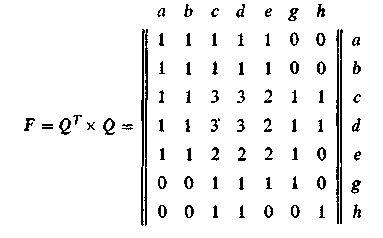 a b c d e g h
1 1 1 1 1 0 0 a
1 1 1 1 1 0 0 b
1 1 3 3 2 1 1 c
F = Q^T × Q = 1 1 3 3 2 1 1 d
1 1 2 2 2 1 0 e
0 0 1 1 1 1 0 g
0 0 1 1 0 0 1 h